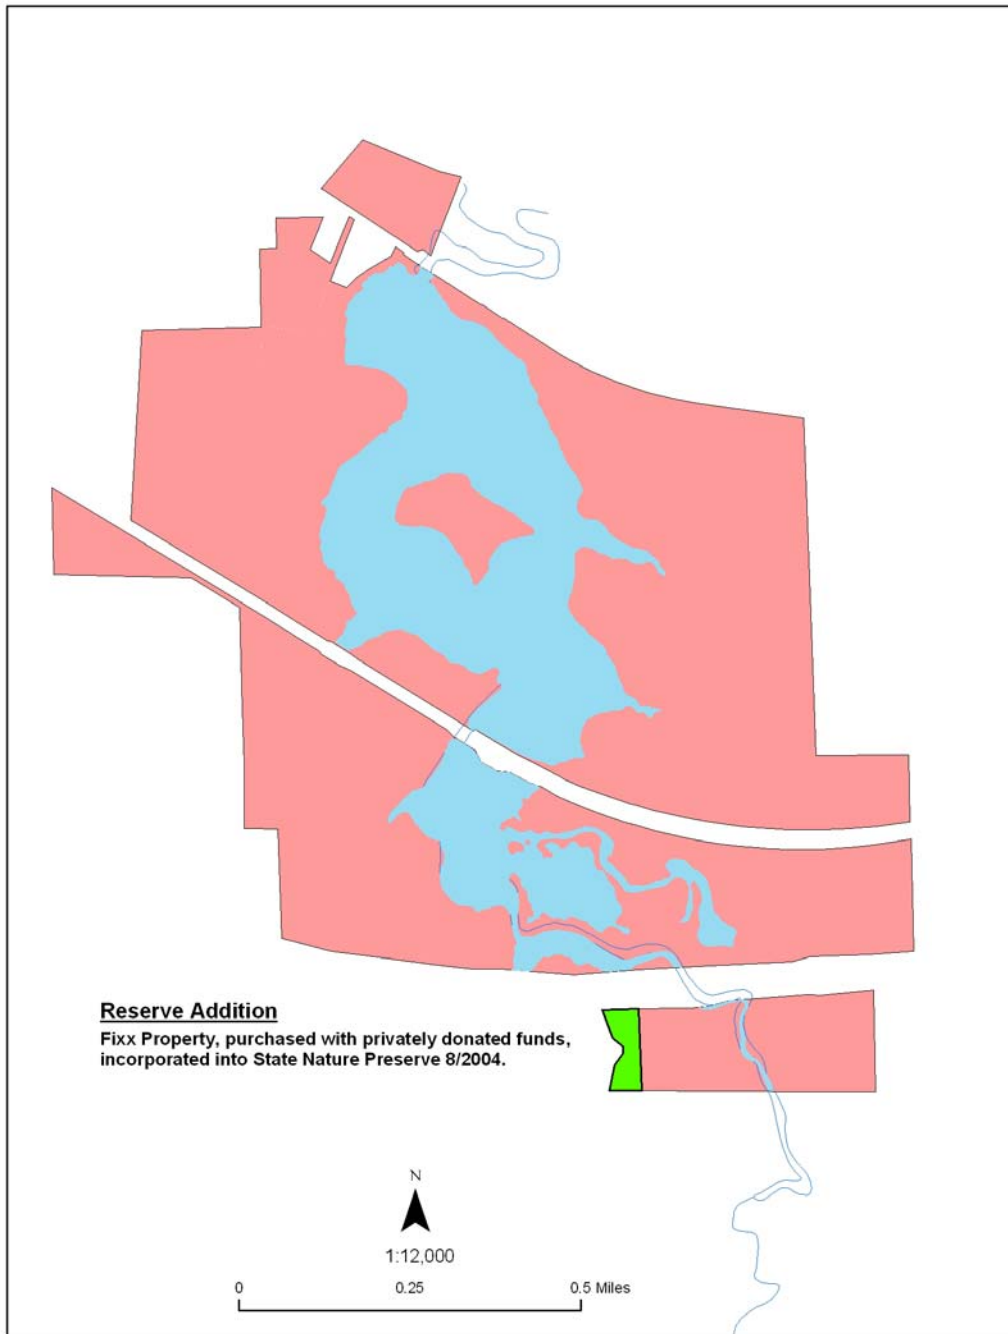 Reserve Addition
Fixx Property, purchased with privately donated funds,
incorporated into State Nature Preserve 8/2004.
N
1:12,000
0 0.25 0.5 Miles